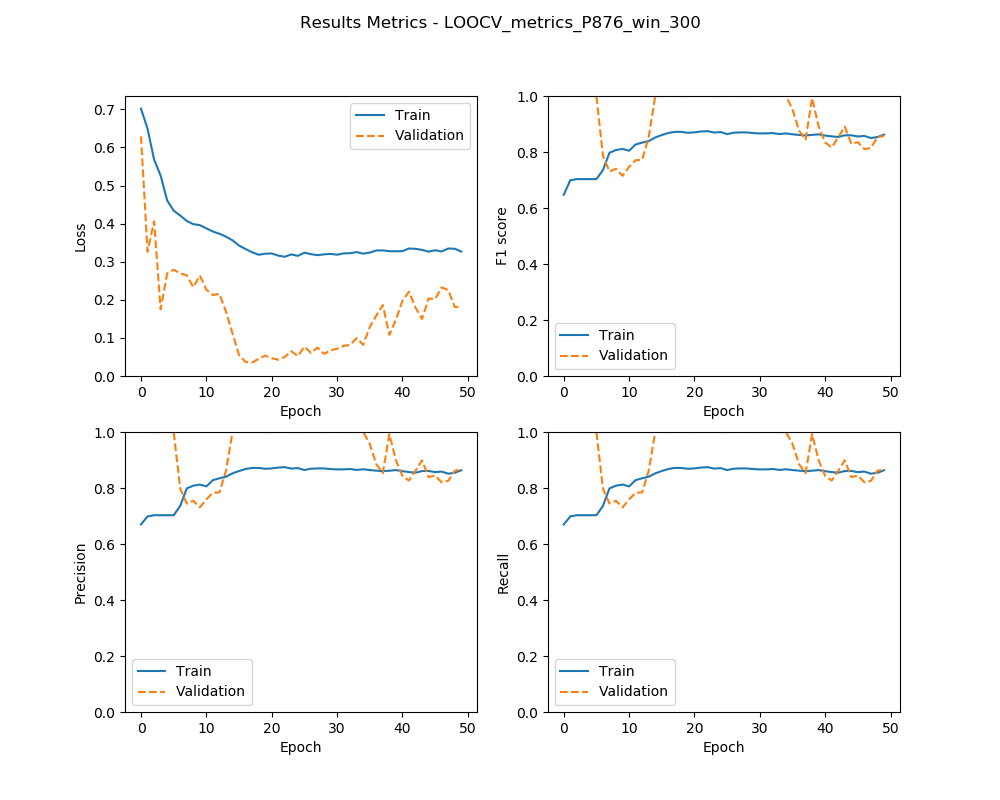 Results Metrics - LOOCV_metrics_P876_win_300
0.7
0.6
0.5
0.4
0.3
0.2
0.1
0.0
Loss
0 10 20 30 40 50
Epoch
Train
Validation
1.0
0.8
0.6
0.4
0.2
0.0
F1 score
Train
Validation
0 10 20 30 40 50
Epoch
1.0
0.8
0.6
0.4
0.2
0.0
Precision
Train
Validation
0 10 20 30 40 50
Epoch
1.0
0.8
0.6
0.4
0.2
0.0
Recall
Train
Validation
0 10 20 30 40 50
Epoch